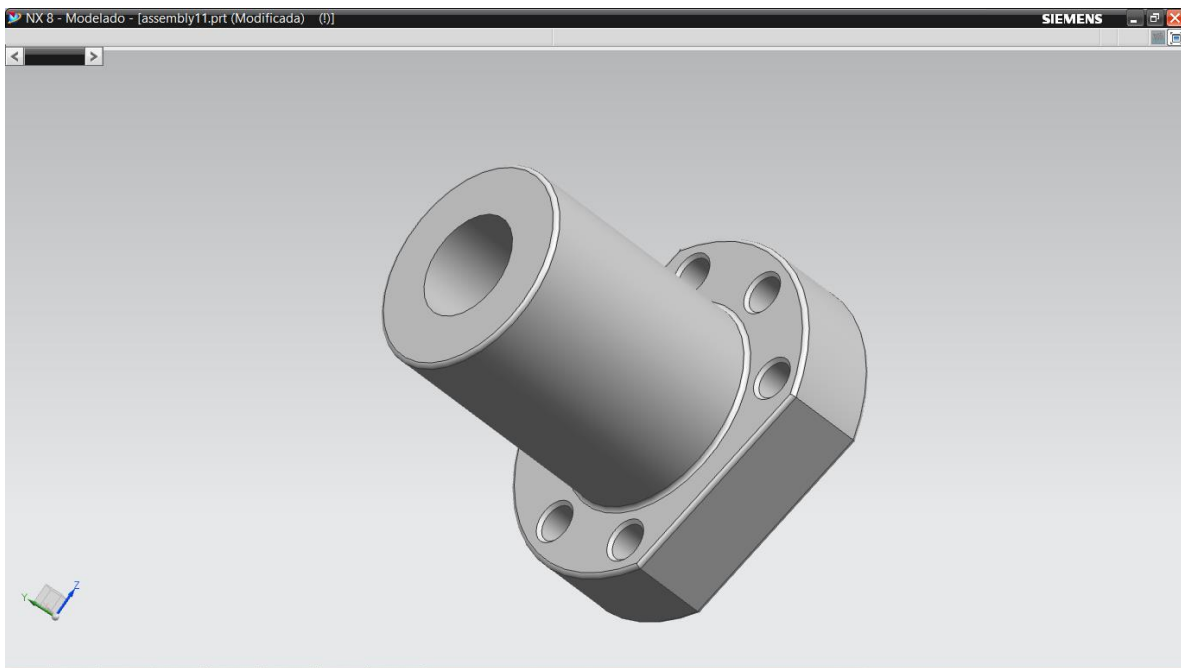 NX 8 - Modelado - [assembly11.prt (Modificada) (!)] SIEMENS
Z
Y